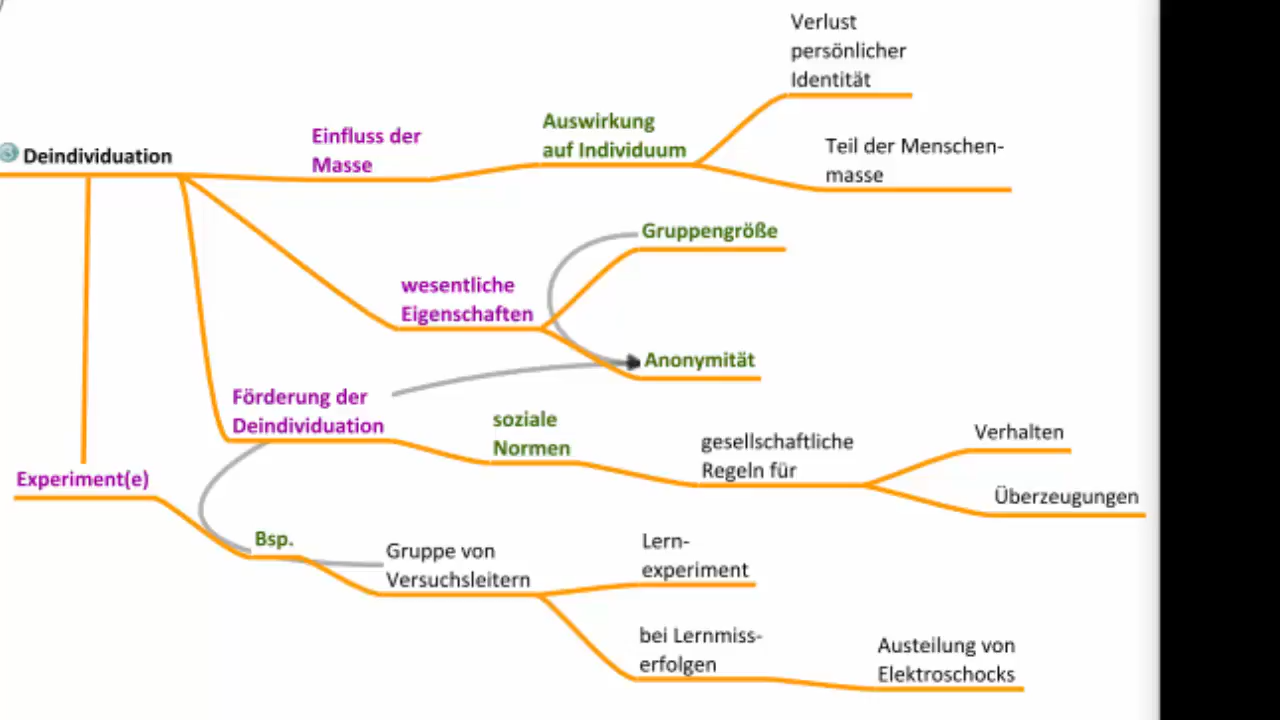 Verlust
persönlicher
Identität
Auswirkung
auf Individuum
Einfluss der
Masse
Teil der Menschen-
masse
Deindividuation
Gruppengröße
wesentliche
Eigenschaften
Anonymität
Förderung der
Deindividuation
soziale
Normen
gesellschaftliche
Regeln für
Verhalten
Überzeugungen
Experiment(e)
Bsp.
Gruppe von
Versuchsleitern
Lern-
experiment
bei Lernmiss-
erfolgen
Austeilung von
Elektroschocks